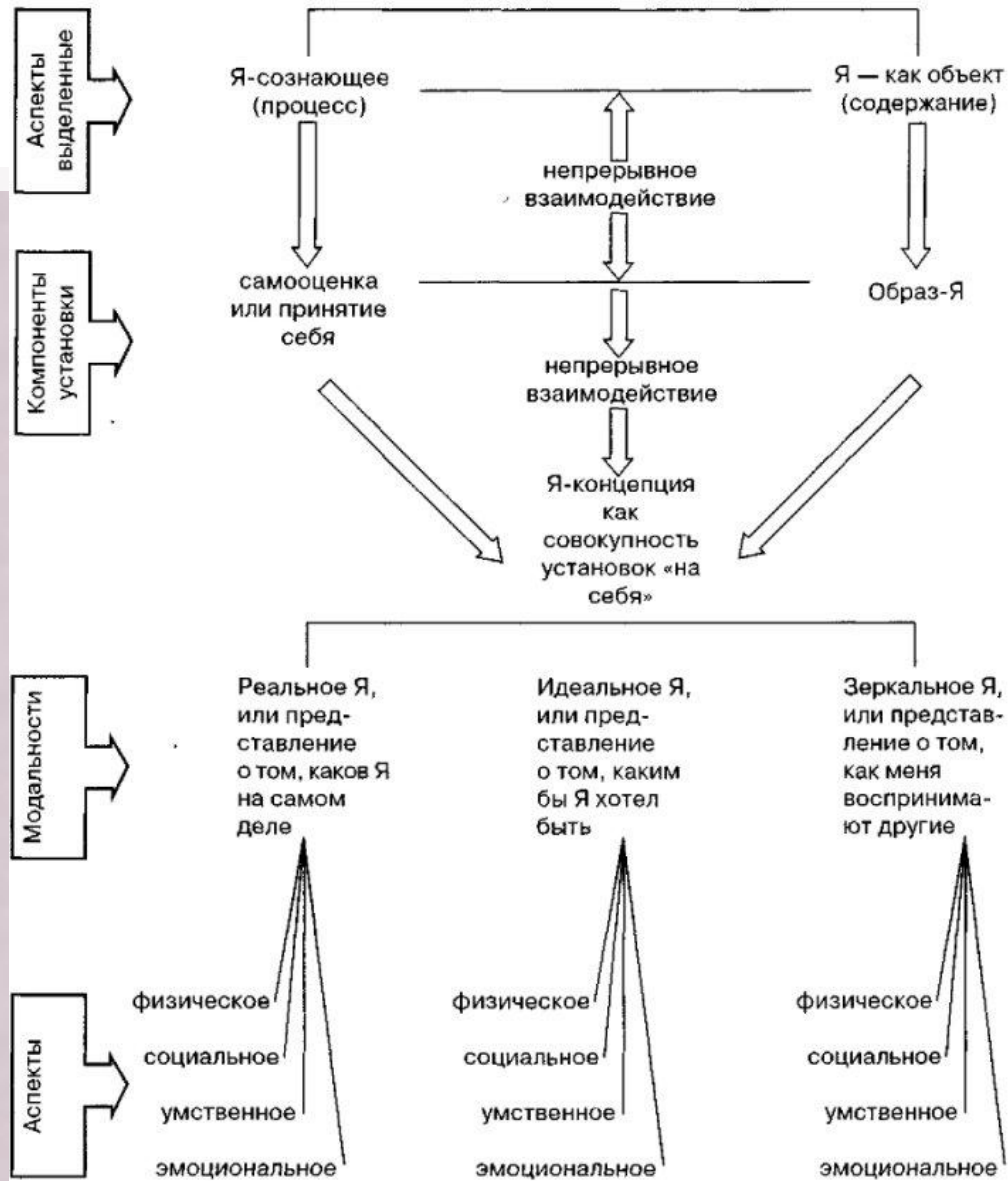 Аспекты
выделенные
Я-сознающее
(процесс)
Я — как объект
(содержание)
непрерывное
взаимодействие
Компоненты
установки
самооценка
или принятие
себя
Образ-Я
непрерывное
взаимодействие
Я-концепция
как
совокупность
установок «на
себя»
Модальности
Реальное Я,
или пред-
ставление
о том, каков Я
на самом
деле
Идеальное Я,
или пред-
ставление
о том, каким
бы Я хотел
быть
Зеркальное Я,
или представ-
ление о том,
как меня
воспринима-
ют другие
Аспекты
физическое
социальное
умственное
эмоциональное
физическое
социальное
умственное
эмоциональное
физическое
социальное
умственное
эмоциональное